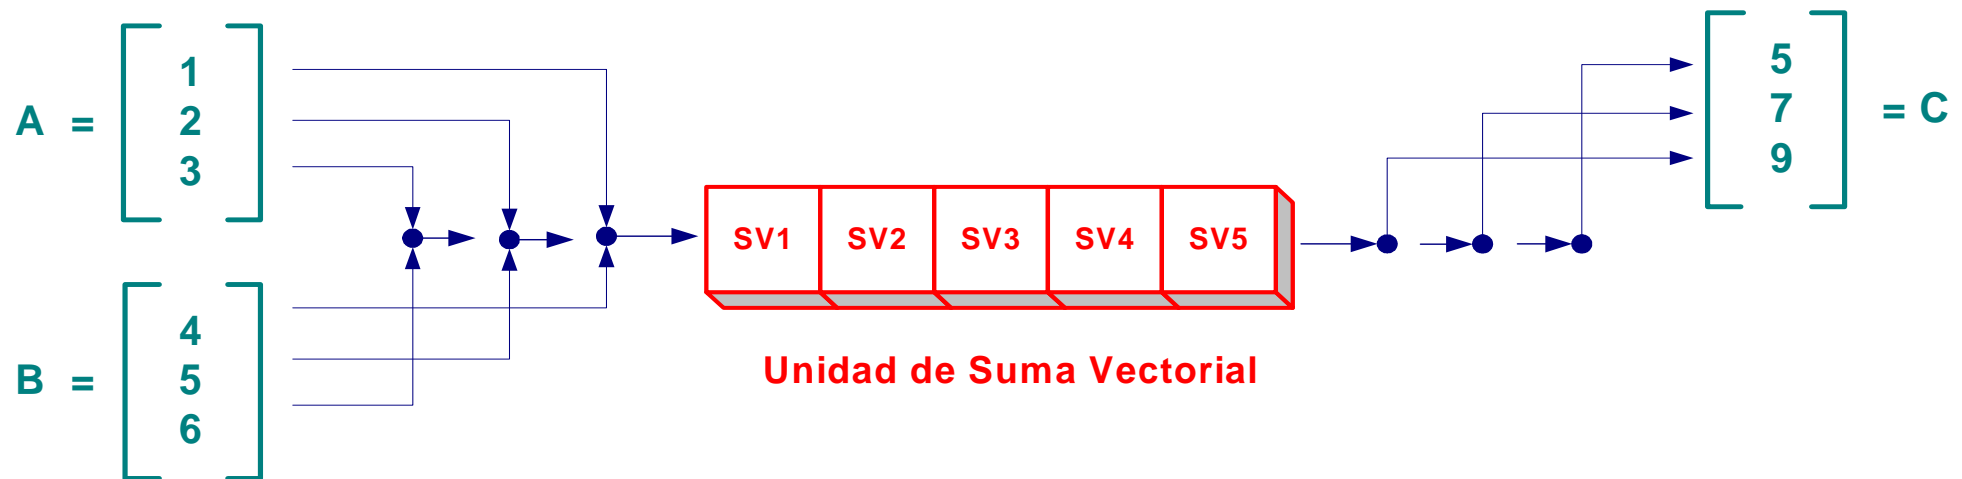 A = 1 2 3
B = 4 5 6
SV1 SV2 SV3 SV4 SV5
Unidad de Suma Vectorial
5 7 9 = C